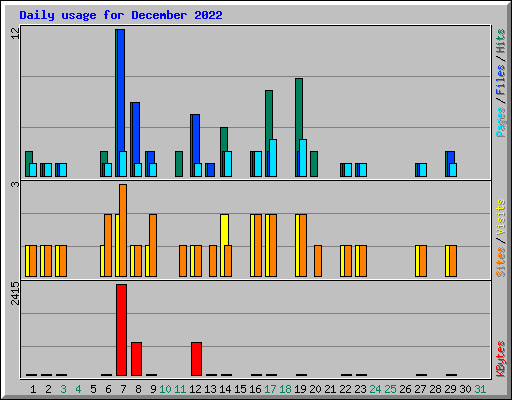 Daily usage for December 2022
12
Pages / Files / Hits
3
Sites / Visits
2415
KBytes
1 2 3 4 5 6 7 8 9 10 11 12 13 14 15 16 17 18 19 20 21 22 23 24 25 26 27 28 29 30 31